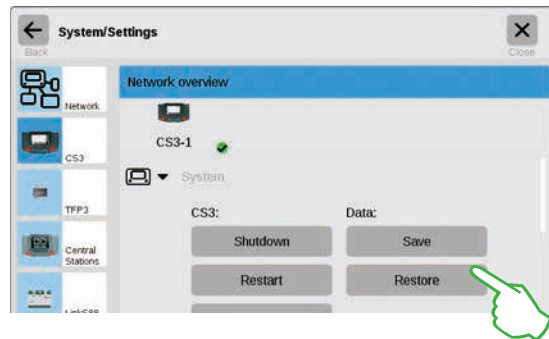 System/Settings
Back
Close
Network overview
Network
CS3-1
CS3
System
TFP3
CS3:
Data:
Shutdown
Save
Central
Stations
Restart
Restore
LinkS88